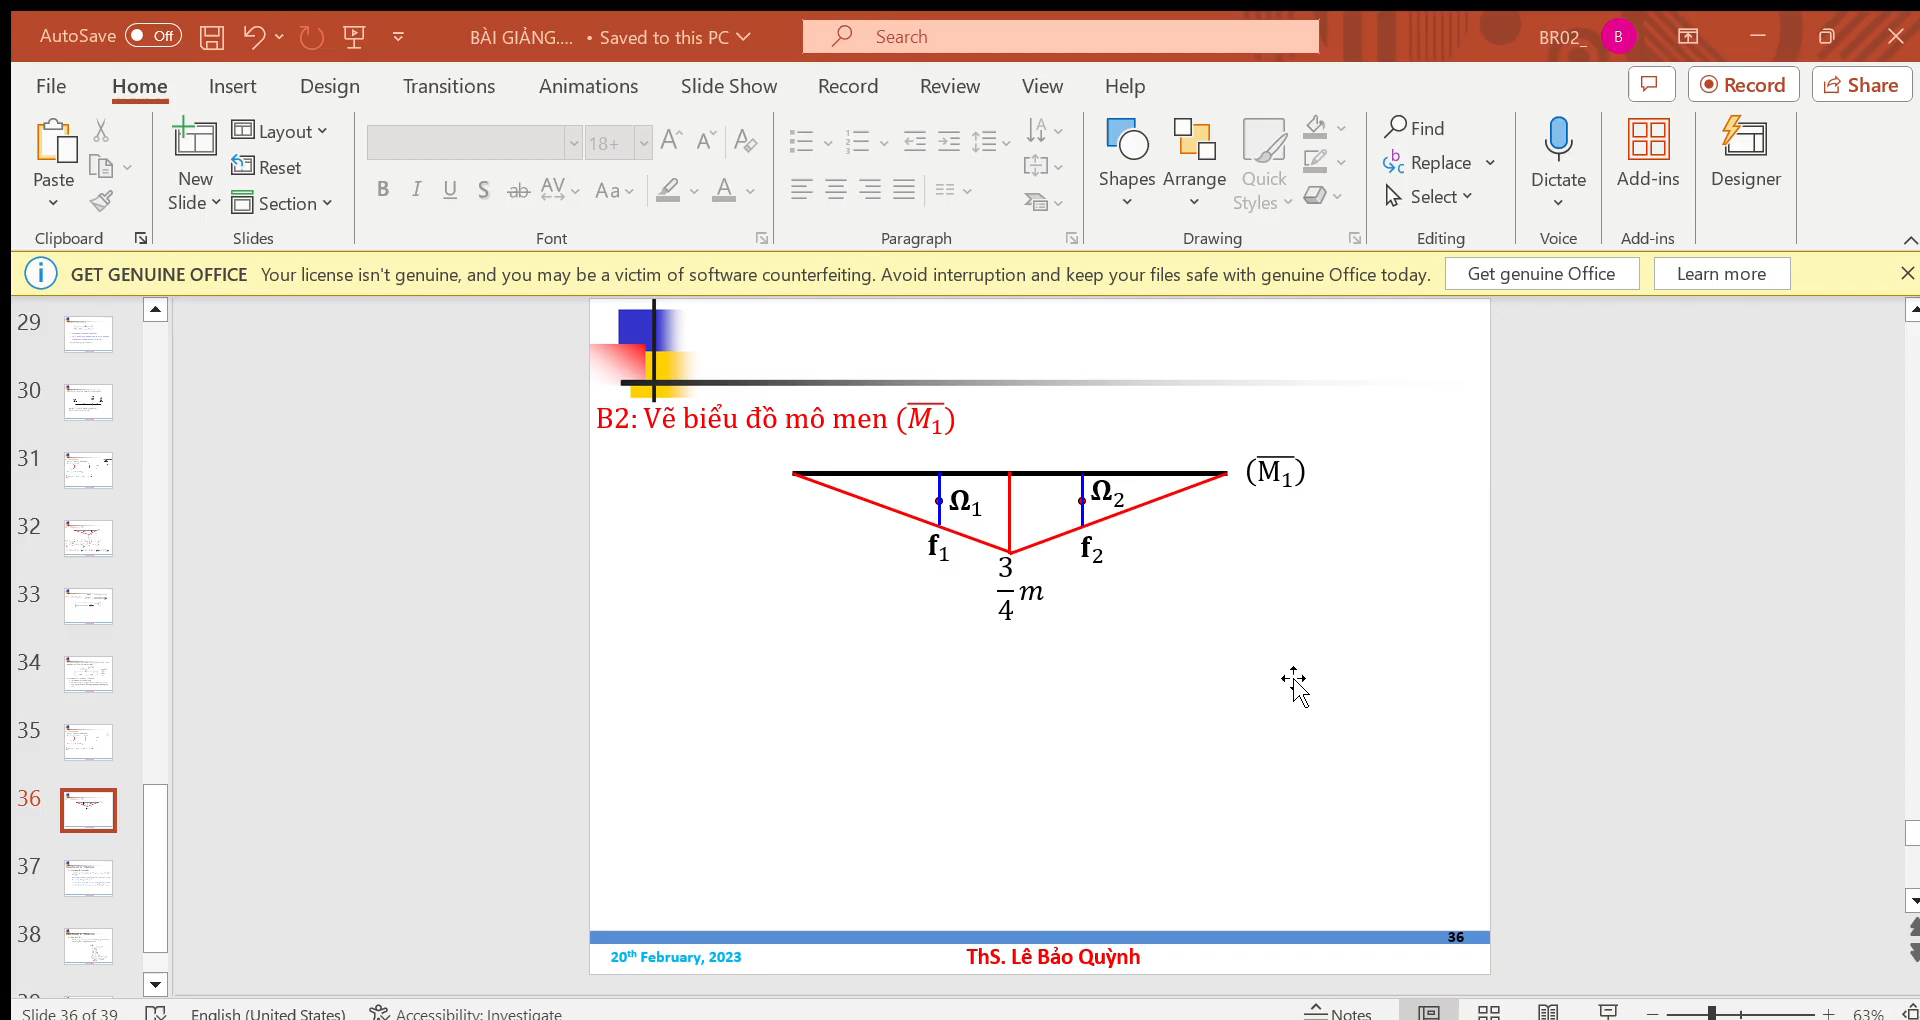 AutoSave Off BÀI GIẢNG.... • Saved to this PC Search BR02_ B
File Home Insert Design Transitions Animations Slide Show Record Review View Help Record Share
Paste New Slide Layout Reset Section 18+ Shapes Arrange Quick Styles Find Replace Select Dictate Add-ins Designer
Clipboard Slides Font Paragraph Drawing Editing Voice Add-ins
GET GENUINE OFFICE Your license isn't genuine, and you may be a victim of software counterfeiting. Avoid interruption and keep your files safe with genuine Office today. Get genuine Office Learn more
29
30
31
32
33
34
35
36
37
38
39
B2: Vẽ biểu đồ mô men (M̅₁)
(M̅₁)
Ω₁ Ω₂
f₁ f₂
3
4 m
36
20th February, 2023 ThS. Lê Bảo Quỳnh
Slide 36 of 39 English (United States) Accessibility: Investigate Notes 63%